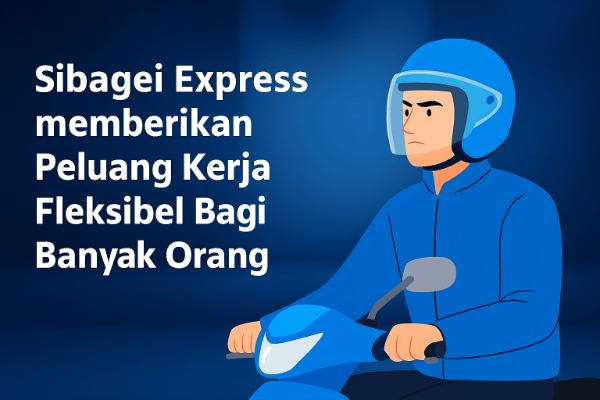 Sibagei Express
memberikan
Peluang Kerja
Fleksibel Bagi
Banyak Orang